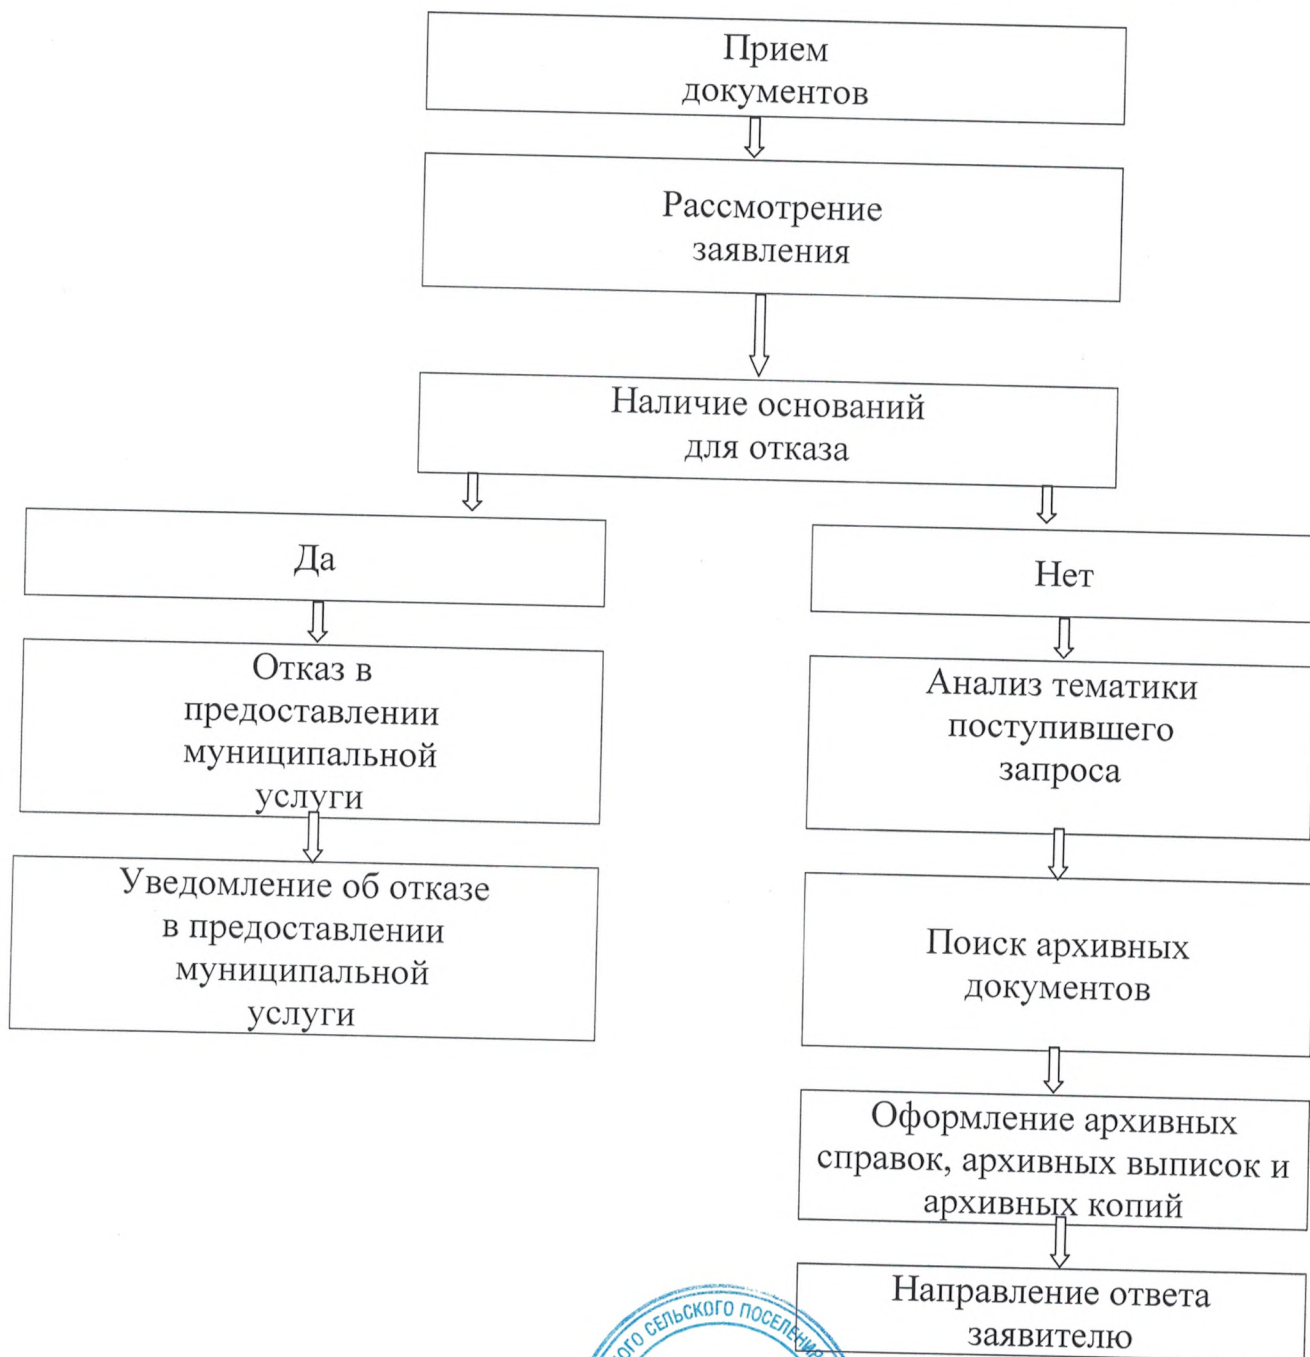 Прием
документов
Рассмотрение
заявления
Наличие оснований
для отказа
Да
Нет
Отказ в
предоставлении
муниципальной
услуги
Анализ тематики
поступившего
запроса
Уведомление об отказе
в предоставлении
муниципальной
услуги
Поиск архивных
документов
Оформление архивных
справок, архивных выписок и
архивных копий
Направление ответа
заявителю
СЕЛЬСКОГО ПОСЕЛЕНИЯ